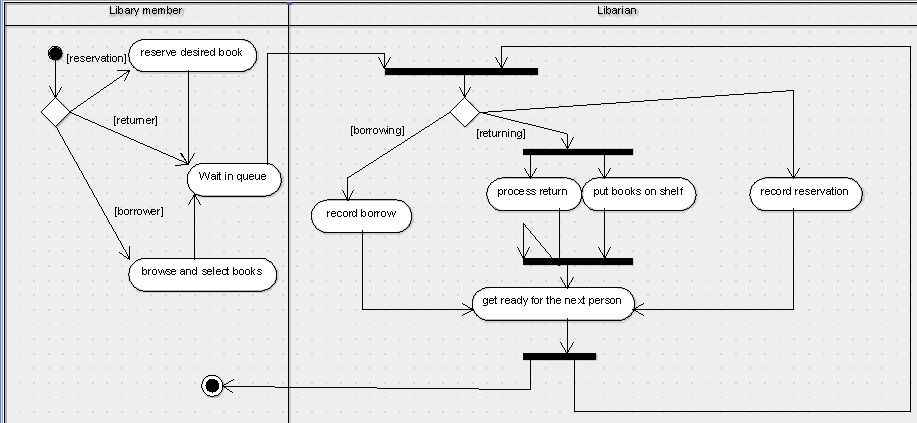 Libary member
Librarian
[reservation]
reserve desired book
[returner]
Wait in queue
[borrower]
browse and select books
[borrowing]
[returning]
process return
put books on shelf
record reservation
record borrow
get ready for the next person